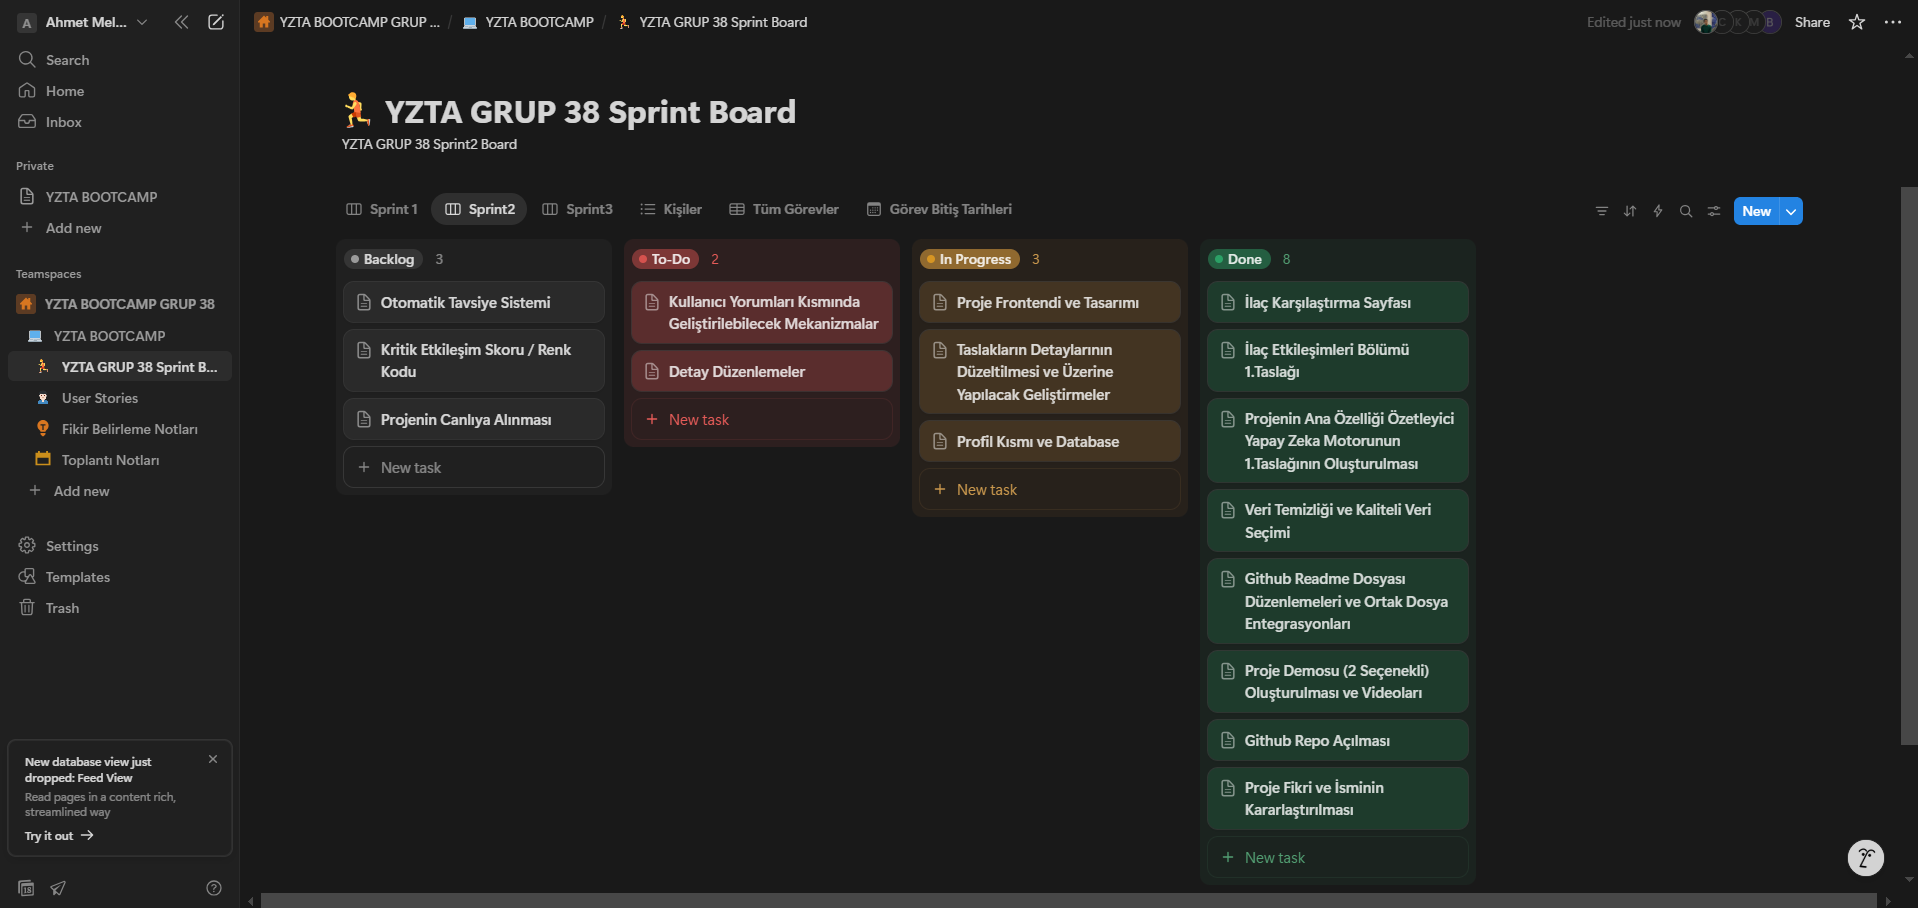 A Ahmet Mel...
Search
Home
Inbox
Private
YZTA BOOTCAMP
Add new
Teamspaces
YZTA BOOTCAMP GRUP 38
YZTA BOOTCAMP
YZTA GRUP 38 Sprint B...
User Stories
Fikir Belirleme Notları
Toplantı Notları
Add new
Settings
Templates
Trash
New database view just
dropped: Feed View
Read pages in a content rich,
streamlined way
Try it out
18
YZTA BOOTCAMP GRUP ... / YZTA BOOTCAMP / YZTA GRUP 38 Sprint Board
Edited just now
C K M B
Share
YZTA GRUP 38 Sprint Board
YZTA GRUP 38 Sprint2 Board
Sprint 1
Sprint2
Sprint3
Kişiler
Tüm Görevler
Görev Bitiş Tarihleri
New
Backlog 3
Otomatik Tavsiye Sistemi
Kritik Etkileşim Skoru / Renk
Kodu
Projenin Canlıya Alınması
New task
To-Do 2
Kullanıcı Yorumları Kısmında
Geliştirilebilecek Mekanizmalar
Detay Düzenlemeler
New task
In Progress 3
Proje Frontendi ve Tasarımı
Taslakların Detaylarının
Düzeltilmesi ve Üzerine
Yapılacak Geliştirmeler
Profil Kısmı ve Database
New task
Done 8
İlaç Karşılaştırma Sayfası
İlaç Etkileşimleri Bölümü
1.Taslağı
Projenin Ana Özelliği Özetleyici
Yapay Zeka Motorunun
1.Taslağının Oluşturulması
Veri Temizliği ve Kaliteli Veri
Seçimi
Github Readme Dosyası
Düzenlemeleri ve Ortak Dosya
Entegrasyonları
Proje Demosu (2 Seçenekli)
Oluşturulması ve Videoları
Github Repo Açılması
Proje Fikri ve İsminin
Kararlaştırılması
New task